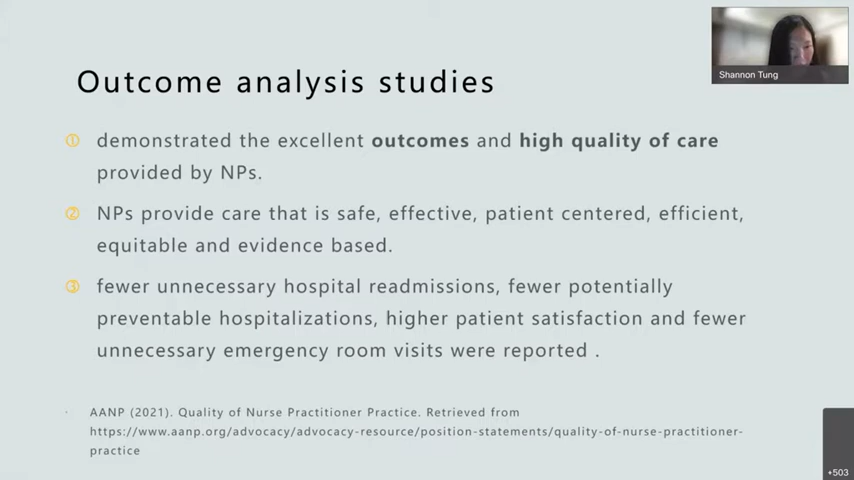 Outcome analysis studies
Shannon Tung
① demonstrated the excellent outcomes and high quality of care
provided by NPs.
② NPs provide care that is safe, effective, patient centered, efficient,
equitable and evidence based.
③ fewer unnecessary hospital readmissions, fewer potentially
preventable hospitalizations, higher patient satisfaction and fewer
unnecessary emergency room visits were reported .
· AANP (2021). Quality of Nurse Practitioner Practice. Retrieved from
https://www.aanp.org/advocacy/advocacy-resource/position-statements/quality-of-nurse-practitioner-
practice
+503